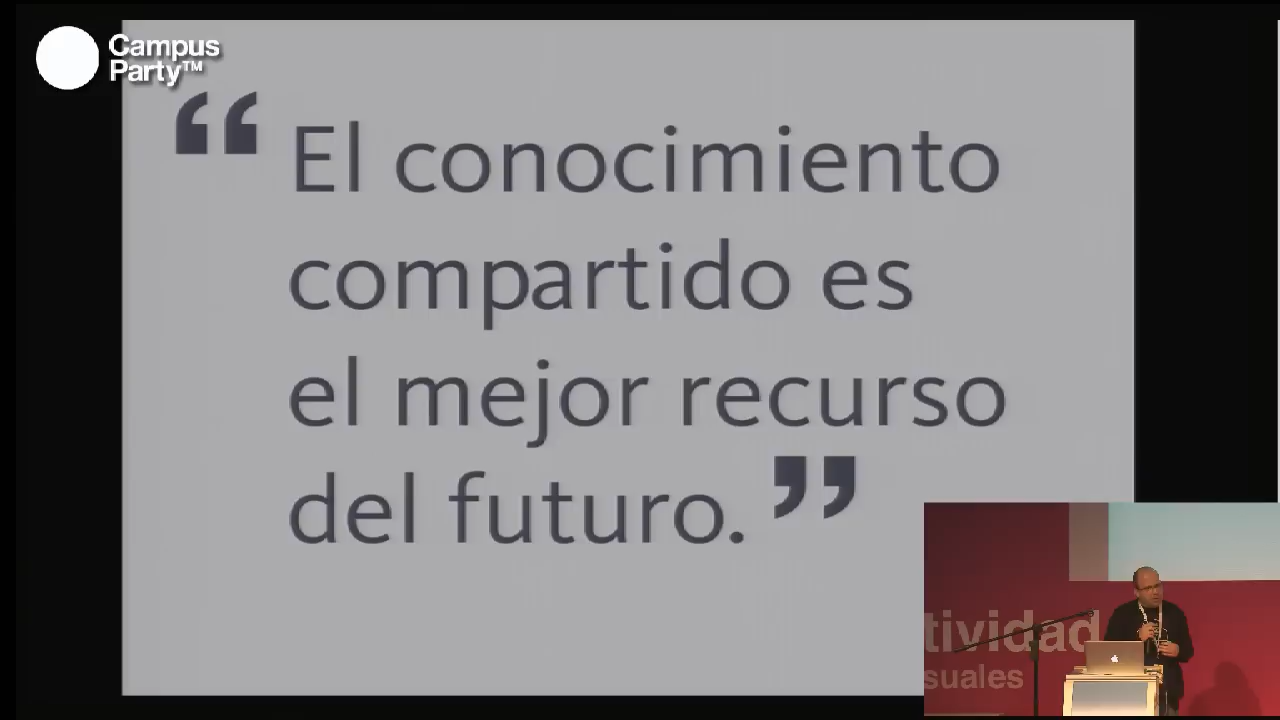 Campus
Party™
“ El conocimiento
compartido es
el mejor recurso
del futuro.”
tividad
suales